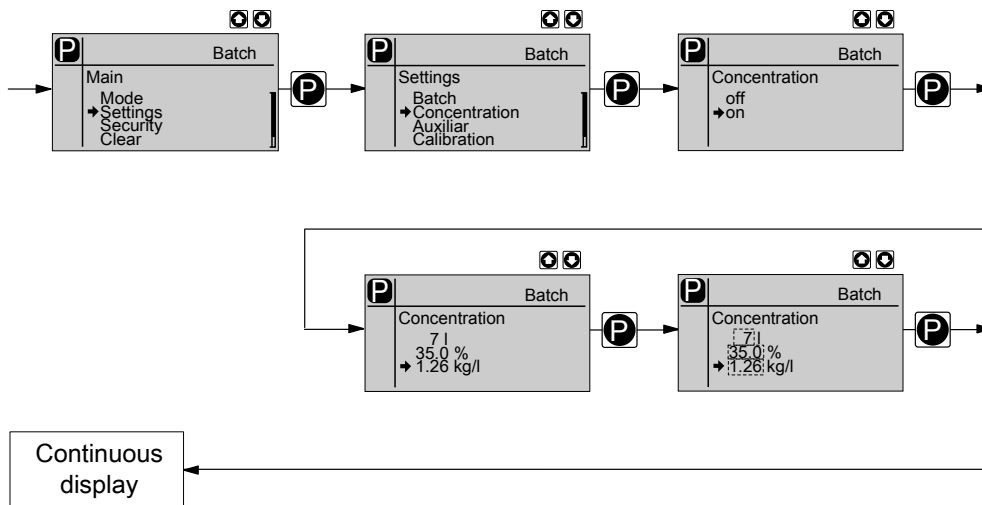 P Batch
Main
Mode
Settings
Security
Clear
P
P Batch
Settings
Batch
Concentration
Auxiliar
Calibration
P
P Batch
Concentration
off
on
P
P Batch
Concentration
7 l
35.0 %
1.26 kg/l
P
P Batch
Concentration
7 l
35.0 %
1.26 kg/l
P
Continuous
display